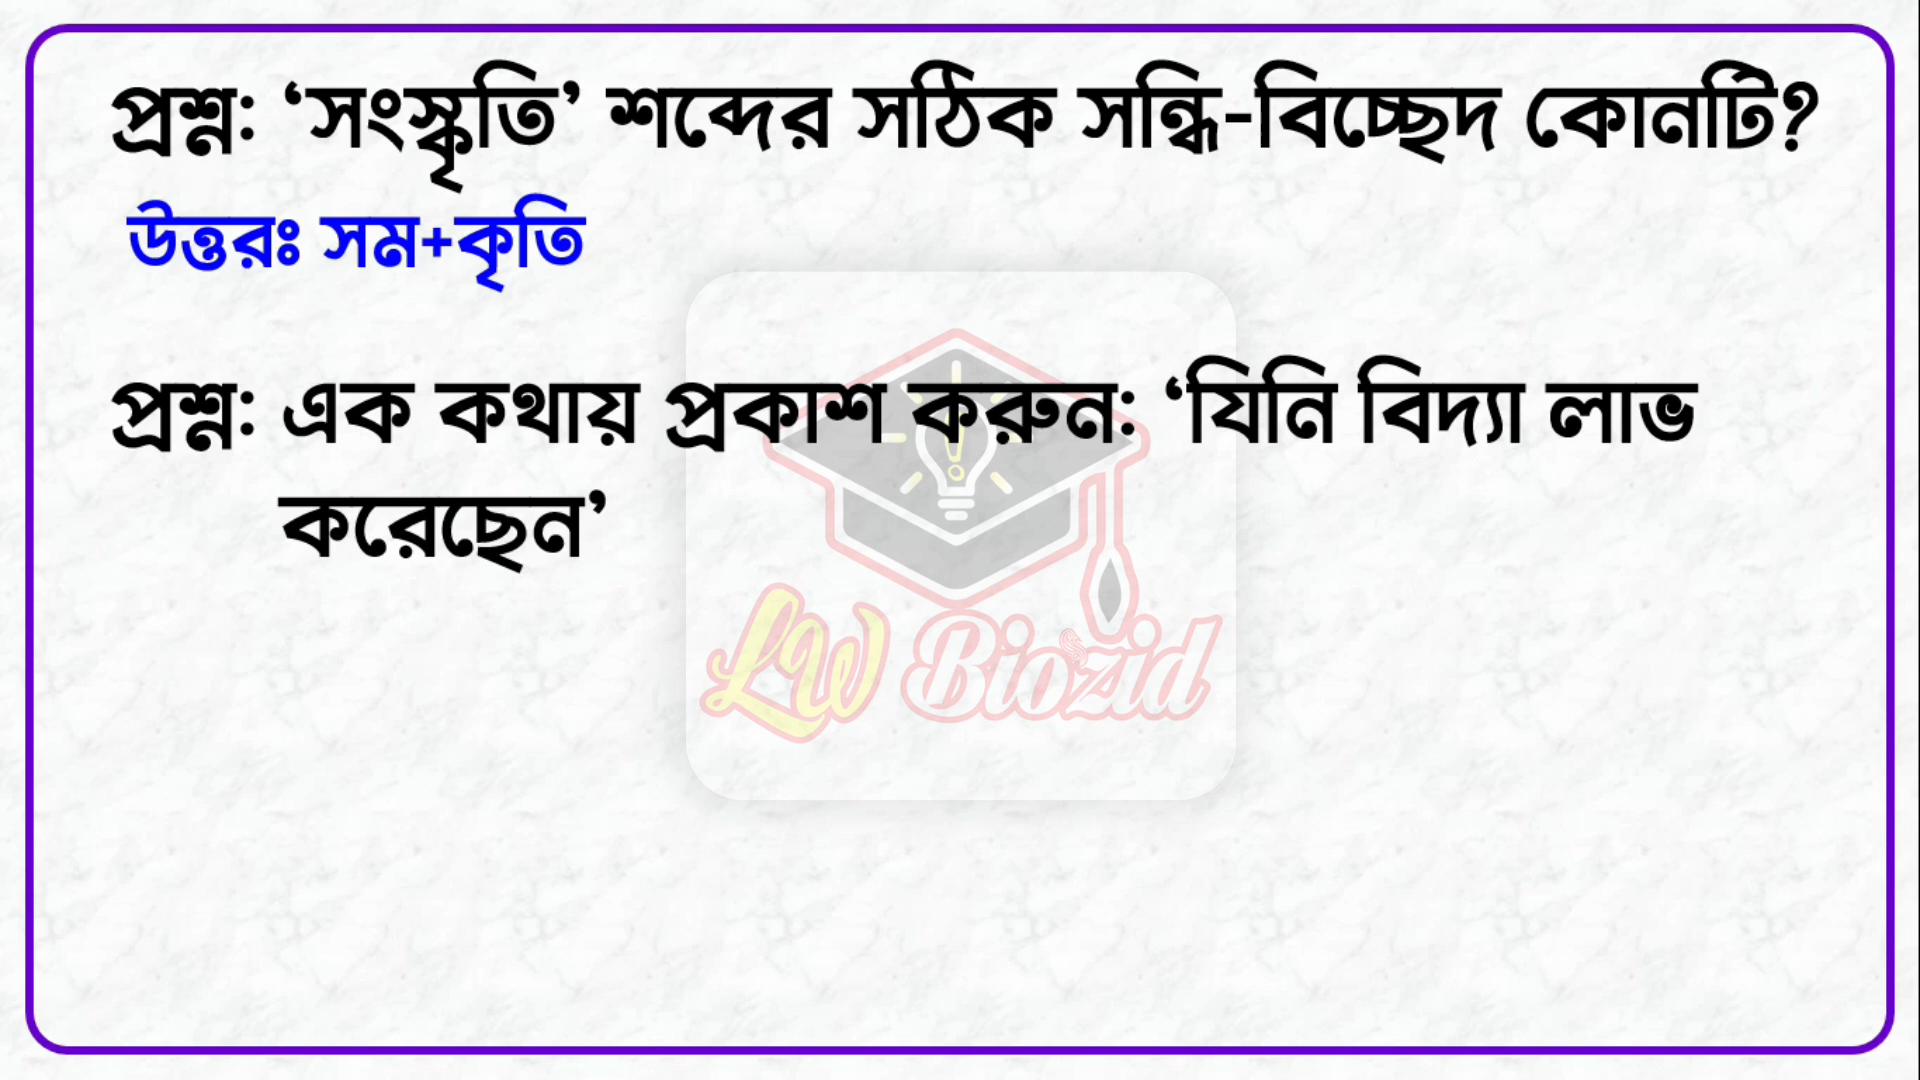 প্রশ্ন: ‘সংস্কৃতি’ শব্দের সঠিক সন্ধি-বিচ্ছেদ কোনটি?
উত্তরঃ সম+কৃতি
প্রশ্ন: এক কথায় প্রকাশ করুন: ‘যিনি বিদ্যা লাভ
করেছেন’
LW Biozid